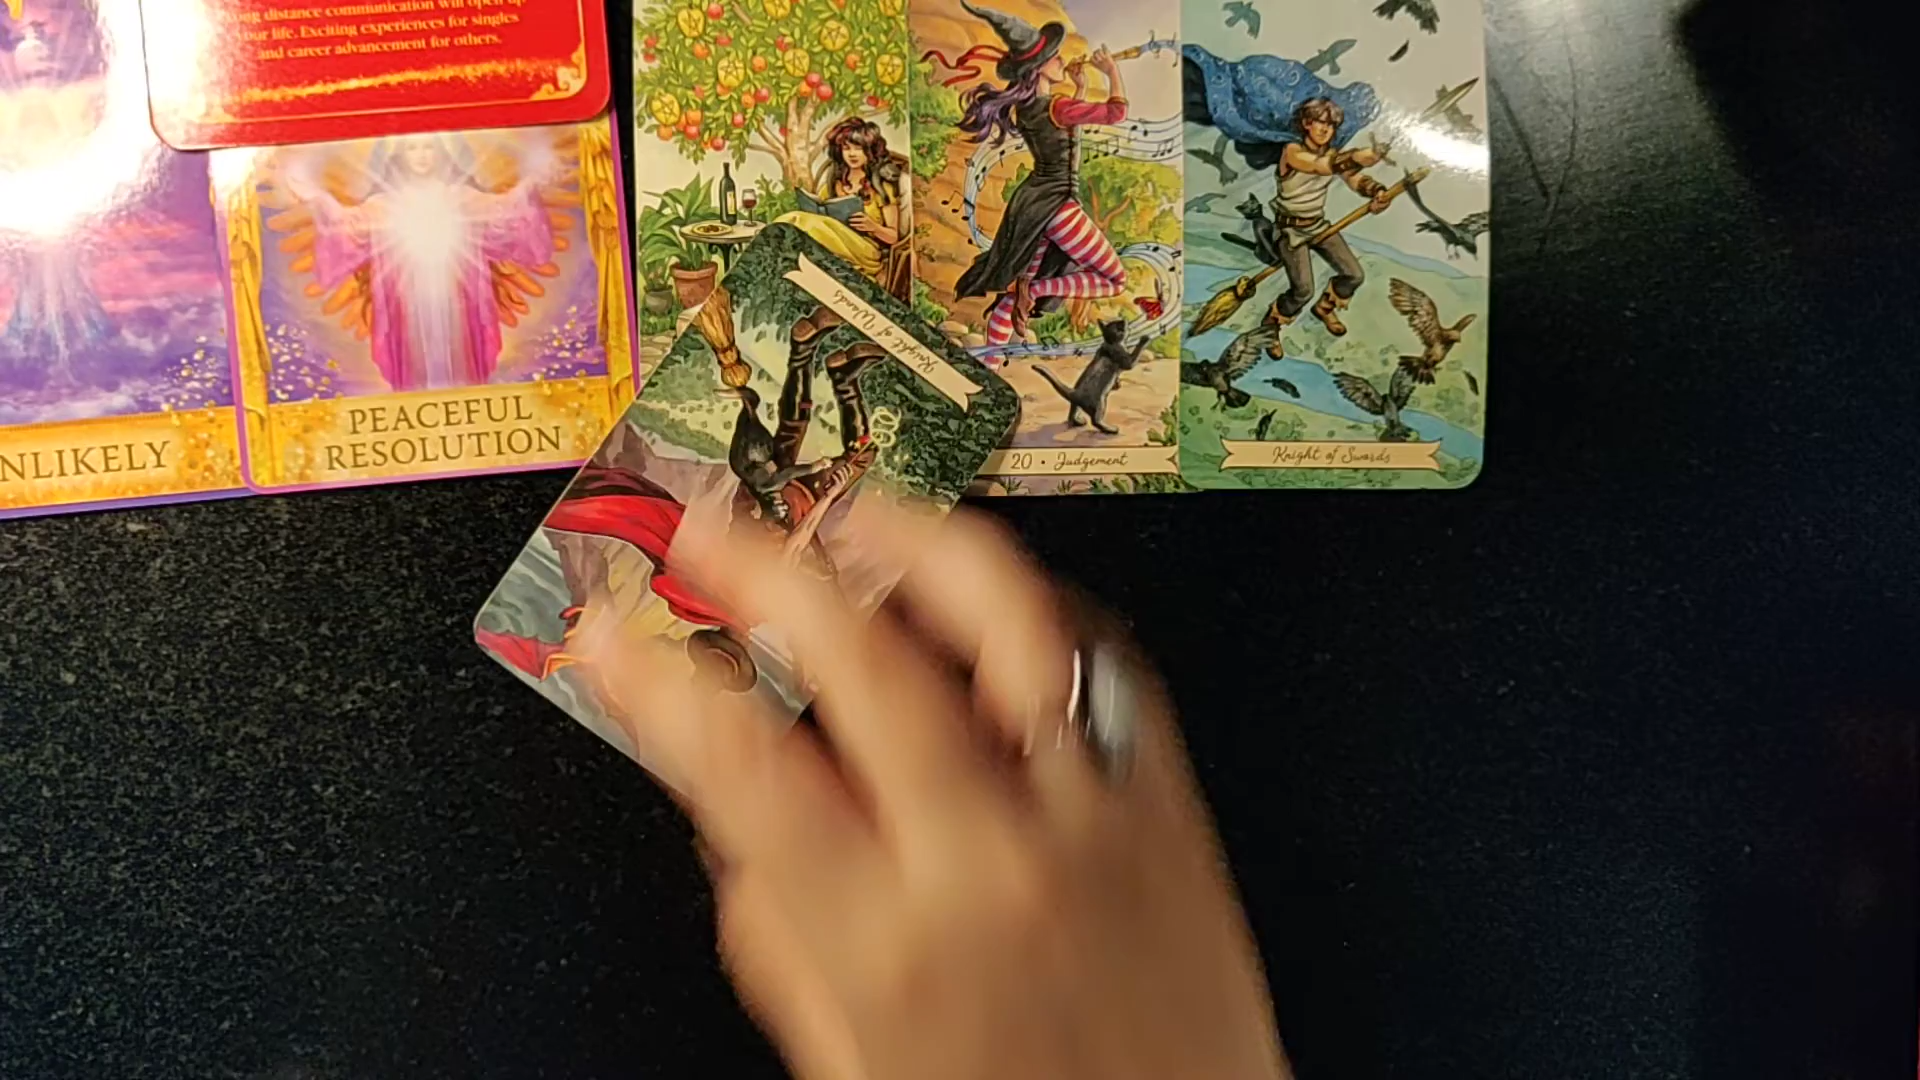 long distance communication will open up
your life. Exciting experiences for singles
and career advancement for others.
NLIKELY
PEACEFUL
RESOLUTION
Knight of Wands
20 • Judgement
Knight of Swords